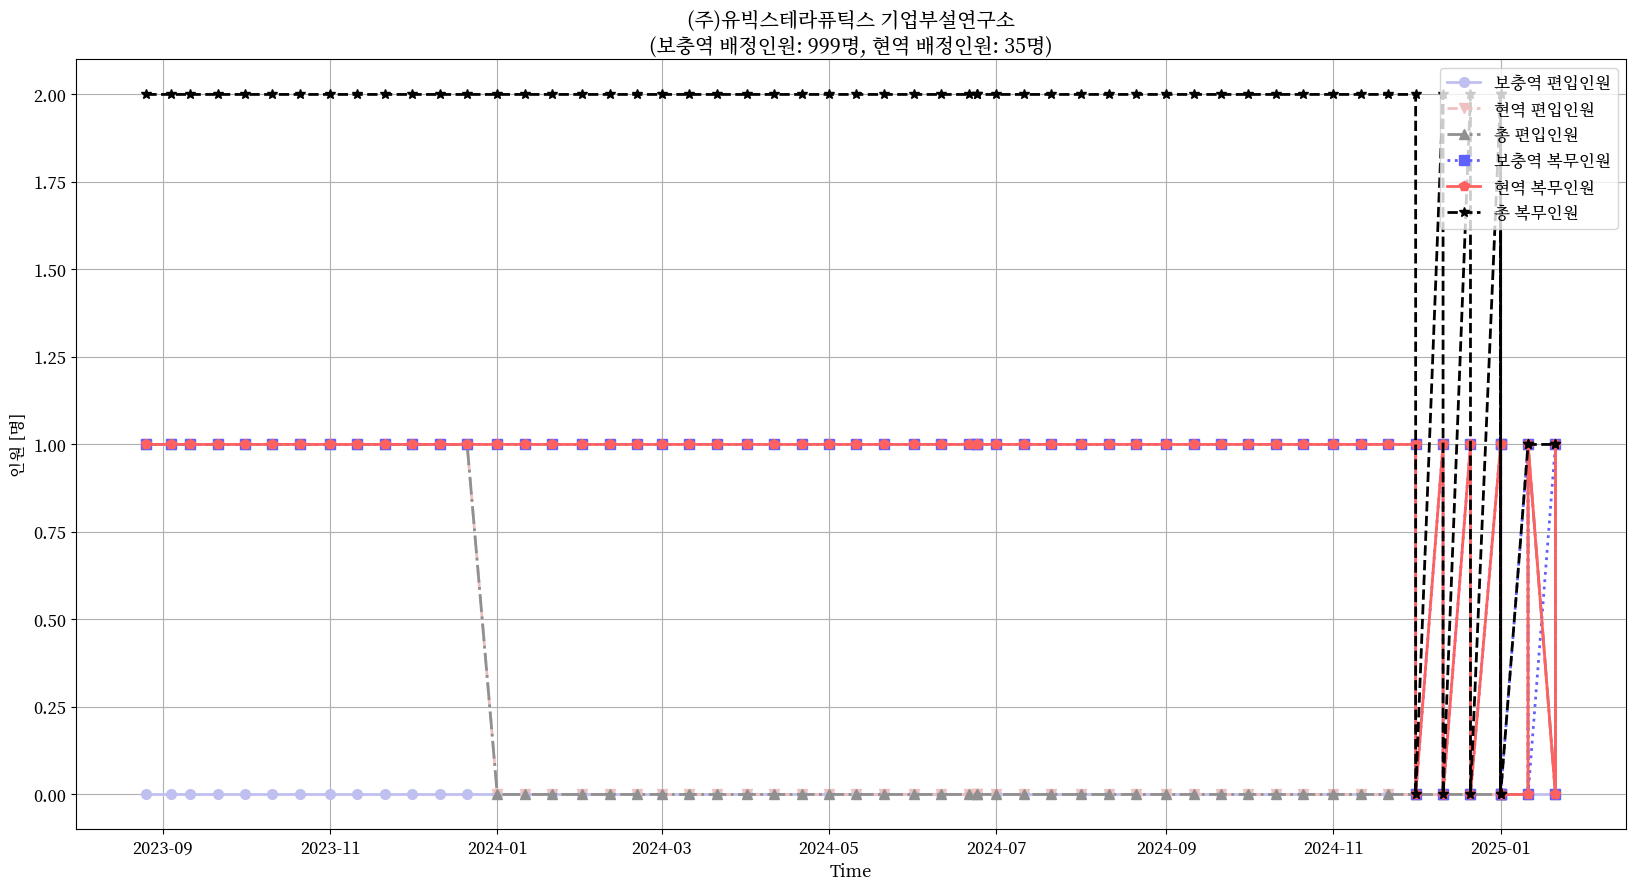 (주)유빅스테라퓨틱스 기업부설연구소
(보충역 배정인원: 999명, 현역 배정인원: 35명)
보충역 편입인원
현역 편입인원
총 편입인원
보충역 복무인원
현역 복무인원
총 복무인원
인원 [명]
2.00
1.75
1.50
1.25
1.00
0.75
0.50
0.25
0.00
2023-09
2023-11
2024-01
2024-03
2024-05
2024-07
2024-09
2024-11
2025-01
Time